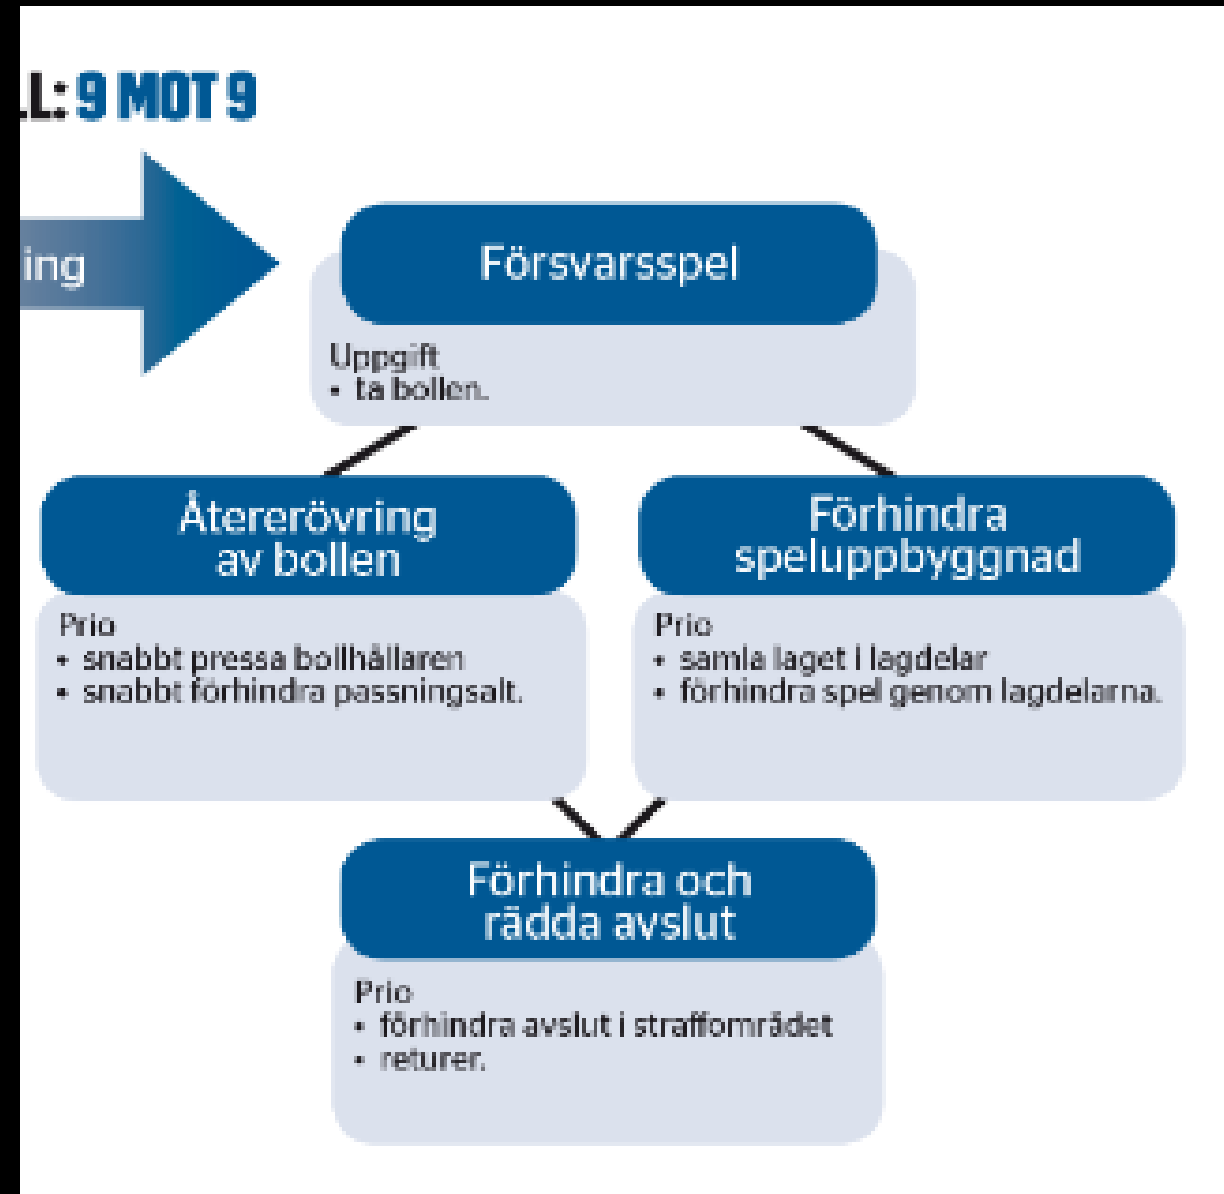 LL: 9 MOT 9
ing
Försvarsspel
Uppgift
• ta bollen.
Återerövring
av bollen
Prio
• snabbt pressa bollhållaren
• snabbt förhindra passningsalt.
Förhindra
speluppbyggnad
Prio
• samla laget i lagdelar
• förhindra spel genom lagdelarna.
Förhindra och
rädda avslut
Prio
• förhindra avslut i straffområdet
• returer.